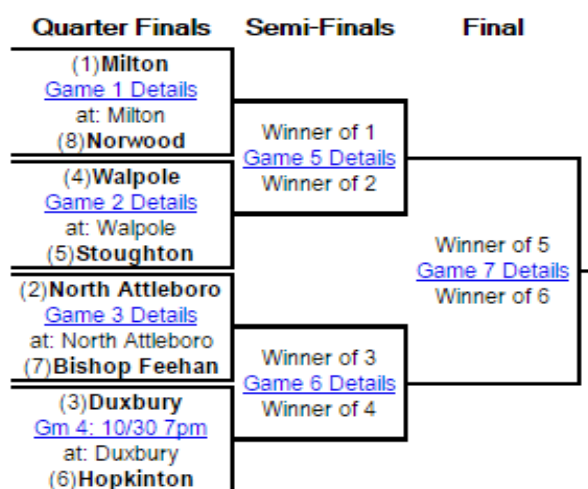 Quarter Finals Semi-Finals Final
(1)Milton
Game 1 Details
at: Milton
(8)Norwood
(4)Walpole
Game 2 Details
at: Walpole
(5)Stoughton
(2)North Attleboro
Game 3 Details
at: North Attleboro
(7)Bishop Feehan
(3)Duxbury
Gm 4: 10/30 7pm
at: Duxbury
(6)Hopkinton
Winner of 1
Game 5 Details
Winner of 2
Winner of 3
Game 6 Details
Winner of 4
Winner of 5
Game 7 Details
Winner of 6